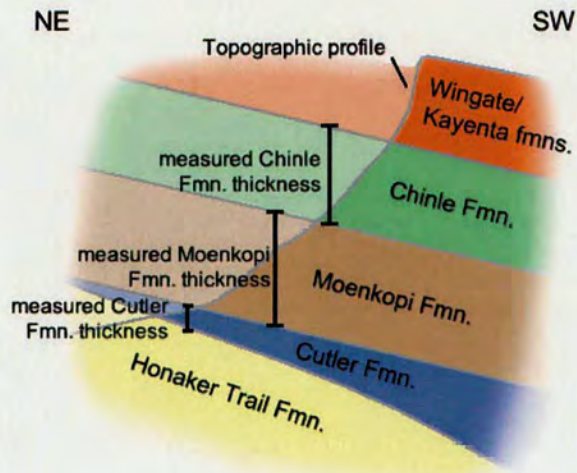 NE
SW
Topographic profile
Wingate/
Kayenta fmns.
measured Chinle
Fmn. thickness
Chinle Fmn.
measured Moenkopi
Fmn. thickness
Moenkopi Fmn.
measured Cutler
Fmn. thickness
Cutler Fmn.
Honaker Trail Fmn.